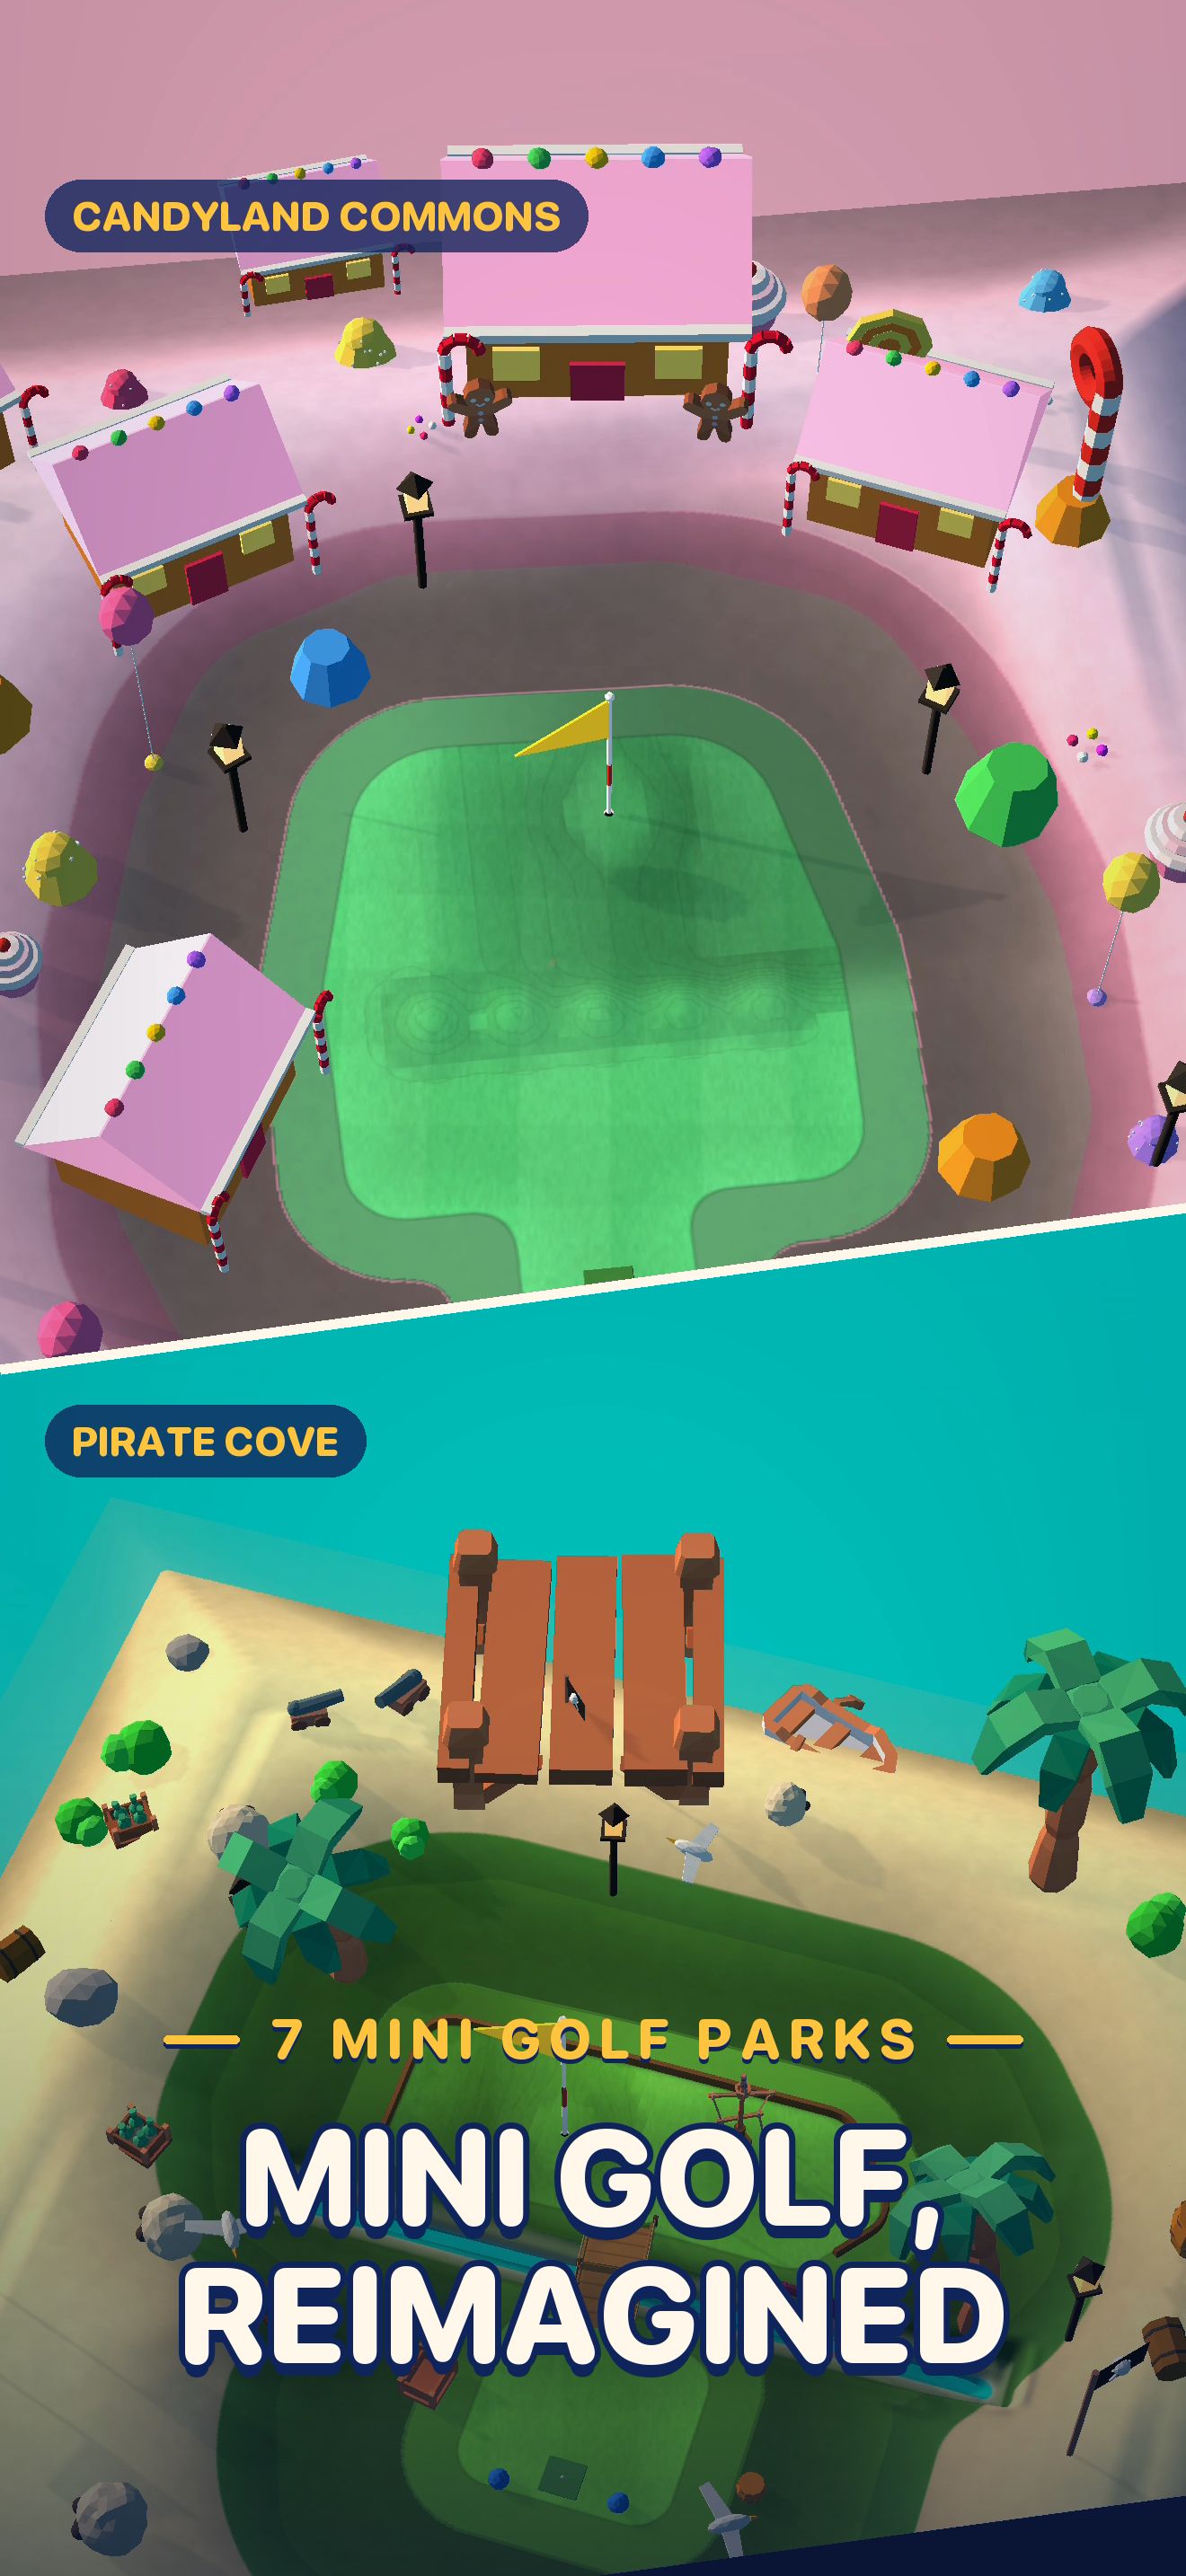 CANDYLAND COMMONS
PIRATE COVE
7 MINI GOLF PARKS
MINI GOLF,
REIMAGINED